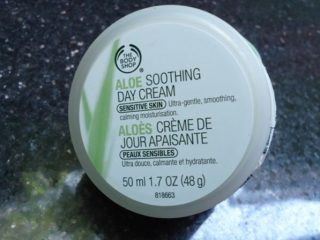 THE
BODY
SHOP®
ALOE SOOTHING
DAY CREAM
SENSITIVE SKIN Ultra-gentle, smoothing,
calming moisturisation.
ALOÈS CRÈME DE
JOUR APAISANTE
PEAUX SENSIBLES
Ultra douce, calmante et hydratante.
50 ml 1.7 OZ (48 g)
818663